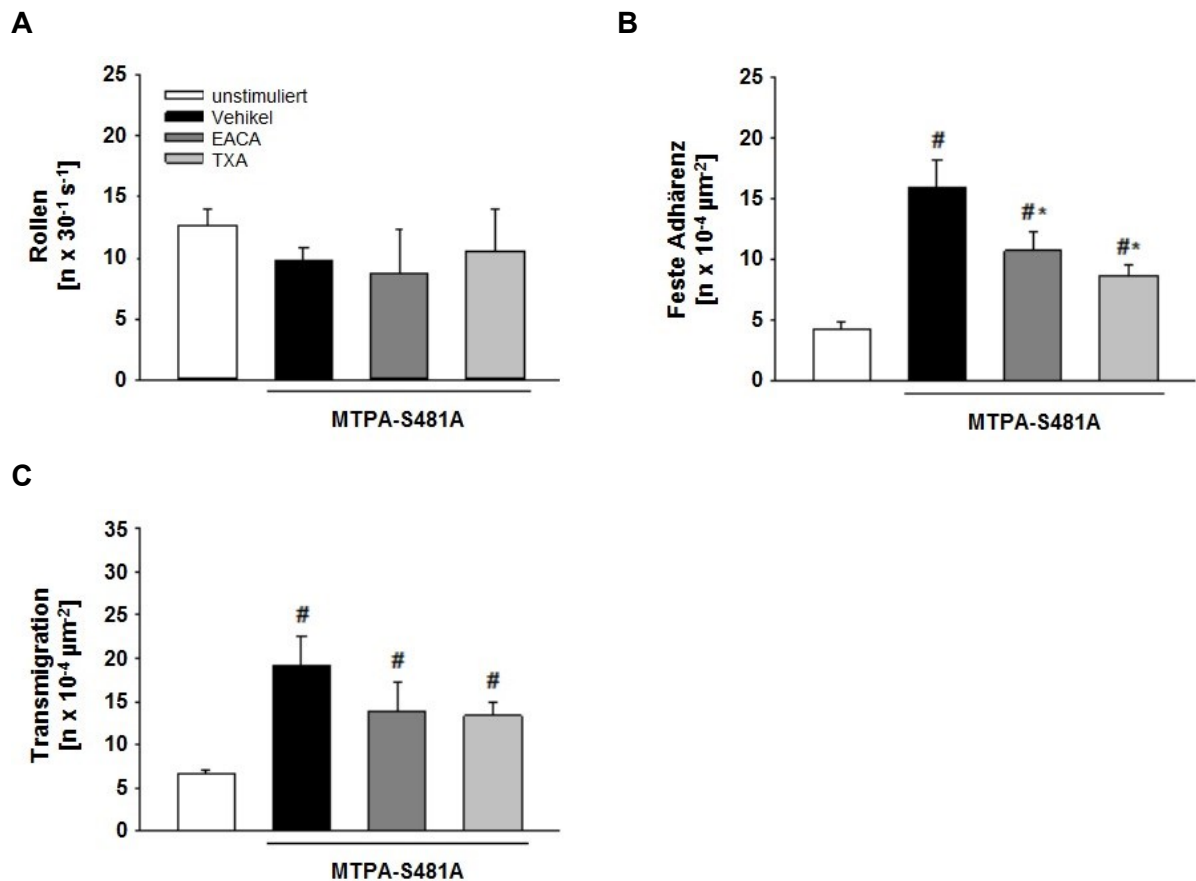 A
25
20
15
10
5
0
Rollen
[n x 30⁻¹ s⁻¹]
unstimuliert
Vehikel
EACA
TXA
MTPA-S481A
B
25
20
15
10
5
0
Feste Adhärenz
[n x 10⁻⁴ µm⁻²]
#
#*
#*
MTPA-S481A
C
35
30
25
20
15
10
5
0
Transmigration
[n x 10⁻⁴ µm⁻²]
#
#
#
MTPA-S481A